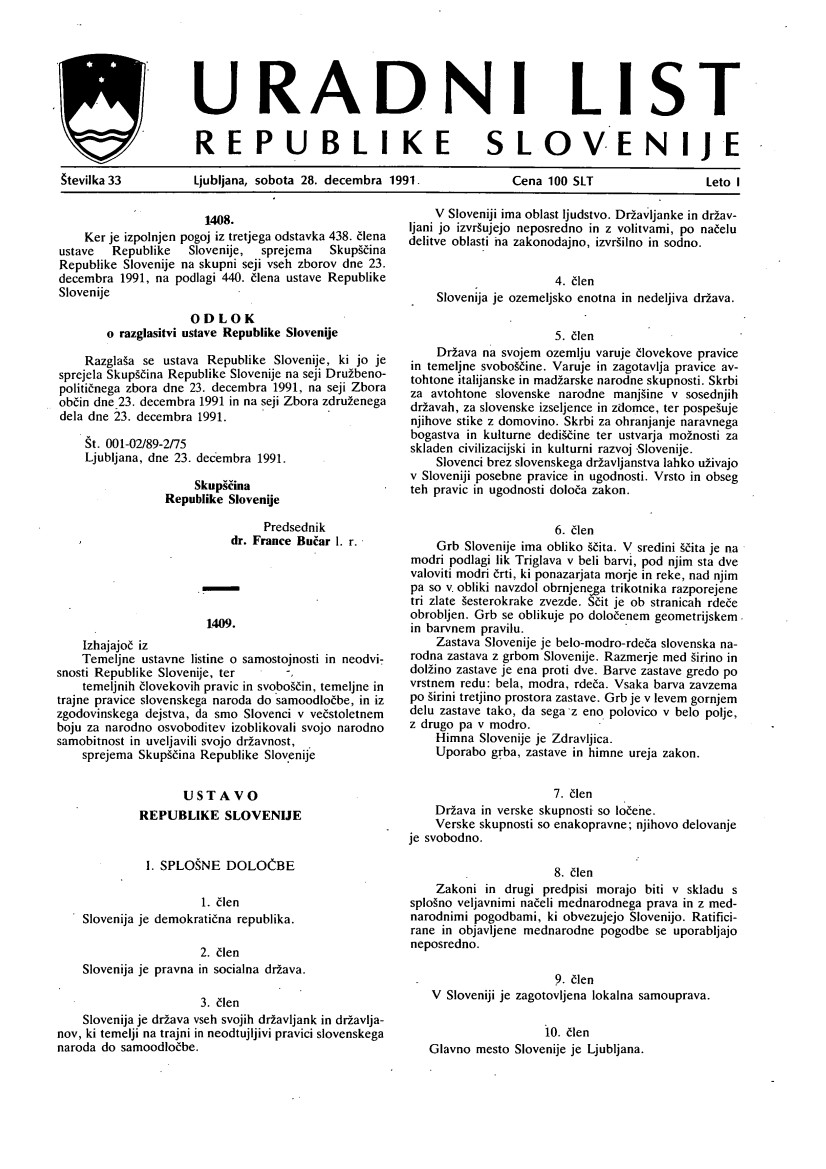 URADNI LIST
REPUBLIKE SLOVENIJE
Številka 33 Ljubljana, sobota 28. decembra 1991. Cena 100 SLT Leto I
1408.
Ker je izpolnjen pogoj iz tretjega odstavka 438. člena
ustave Republike Slovenije, sprejema Skupščina
Republike Slovenije na skupni seji vseh zborov dne 23.
decembra 1991, na podlagi 440. člena ustave Republike
Slovenije
ODLOK
o razglasitvi ustave Republike Slovenije
Razglaša se ustava Republike Slovenije, ki jo je
sprejela Skupščina Republike Slovenije na seji Družbeno-
političnega zbora dne 23. decembra 1991, na seji Zbora
občin dne 23. decembra 1991 in na seji Zbora združenega
dela dne 23. decembra 1991.
Št. 001-02/89-2/75
Ljubljana, dne 23. decembra 1991.
Skupščina
Republike Slovenije
Predsednik
dr. France Bučar l. r.
1409.
Izhajajoč iz
Temeljne ustavne listine o samostojnosti in neodvi-
snosti Republike Slovenije, ter
temeljnih človekovih pravic in svoboščin, temeljne in
trajne pravice slovenskega naroda do samoodločbe, in iz
zgodovinskega dejstva, da smo Slovenci v večstoletnem
boju za narodno osvoboditev izoblikovali svojo narodno
samobitnost in uveljavili svojo državnost,
sprejema Skupščina Republike Slovenije
USTAVO
REPUBLIKE SLOVENIJE
I. SPLOŠNE DOLOČBE
1. člen
Slovenija je demokratična republika.
2. člen
Slovenija je pravna in socialna država.
3. člen
Slovenija je država vseh svojih državljank in državlja-
nov, ki temelji na trajni in neodtujljivi pravici slovenskega
naroda do samoodločbe.
V Sloveniji ima oblast ljudstvo. Državljanke in držav-
ljani jo izvršujejo neposredno in z volitvami, po načelu
delitve oblasti na zakonodajno, izvršilno in sodno.
4. člen
Slovenija je ozemeljsko enotna in nedeljiva država.
5. člen
Država na svojem ozemlju varuje človekove pravice
in temeljne svoboščine. Varuje in zagotavlja pravice av-
tohtone italijanske in madžarske narodne skupnosti. Skrbi
za avtohtone slovenske narodne manjšine v sosednjih
državah, za slovenske izseljence in zdomce, ter pospešuje
njihove stike z domovino. Skrbi za ohranjanje naravnega
bogastva in kulturne dediščine ter ustvarja možnosti za
skladen civilizacijski in kulturni razvoj Slovenije.
Slovenci brez slovenskega državljanstva lahko uživajo
v Sloveniji posebne pravice in ugodnosti. Vrsto in obseg
teh pravic in ugodnosti določa zakon.
6. člen
Grb Slovenije ima obliko ščita. V sredini ščita je na
modri podlagi lik Triglava v beli barvi, pod njim sta dve
valoviti modri črti, ki ponazarjata morje in reke, nad njim
pa so v obliki navzdol obrnjenega trikotnika razporejene
tri zlate šesterokrake zvezde. Ščit je ob stranicah rdeče
obrobljen. Grb se oblikuje po določenem geometrijskem
in barvnem pravilu.
Zastava Slovenije je belo-modro-rdeča slovenska na-
rodna zastava z grbom Slovenije. Razmerje med širino in
dolžino zastave je ena proti dve. Barve zastave gredo po
vrstnem redu: bela, modra, rdeča. Vsaka barva zavzema
po širini tretjino prostora zastave. Grb je v levem gornjem
delu zastave tako, da sega z eno polovico v belo polje,
z drugo pa v modro.
Himna Slovenije je Zdravljica.
Uporabo grba, zastave in himne ureja zakon.
7. člen
Država in verske skupnosti so ločene.
Verske skupnosti so enakopravne; njihovo delovanje
je svobodno.
8. člen
Zakoni in drugi predpisi morajo biti v skladu s
splošno veljavnimi načeli mednarodnega prava in z med-
narodnimi pogodbami, ki obvezujejo Slovenijo. Ratifici-
rane in objavljene mednarodne pogodbe se uporabljajo
neposredno.
9. člen
V Sloveniji je zagotovljena lokalna samouprava.
10. člen
Glavno mesto Slovenije je Ljubljana.